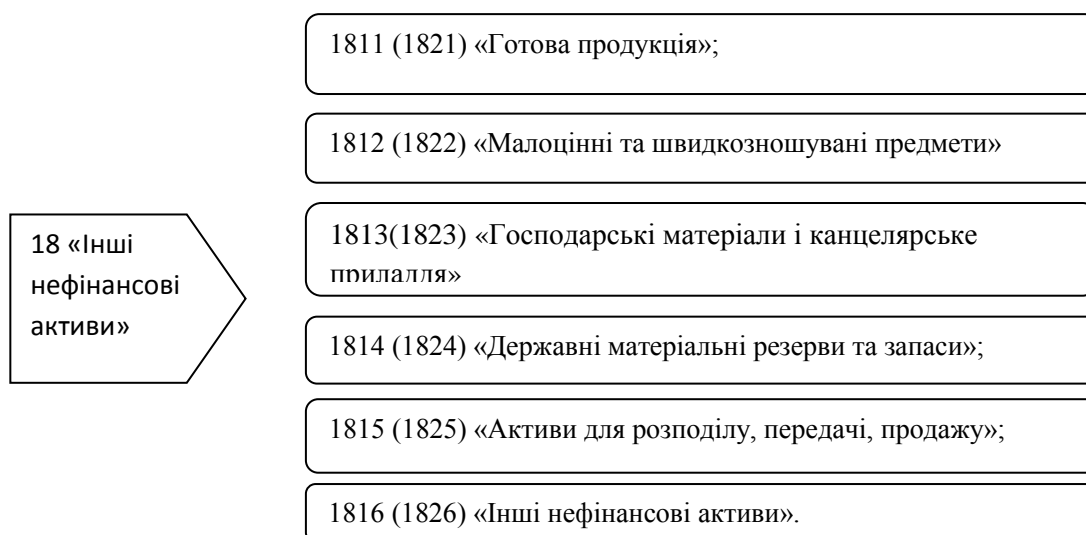 18 «Інші
нефінансові
активи»
1811 (1821) «Готова продукція»;
1812 (1822) «Малоцінні та швидкозношувані предмети»
1813(1823) «Господарські матеріали і канцелярське
приладдя»
1814 (1824) «Державні матеріальні резерви та запаси»;
1815 (1825) «Активи для розподілу, передачі, продажу»;
1816 (1826) «Інші нефінансові активи».